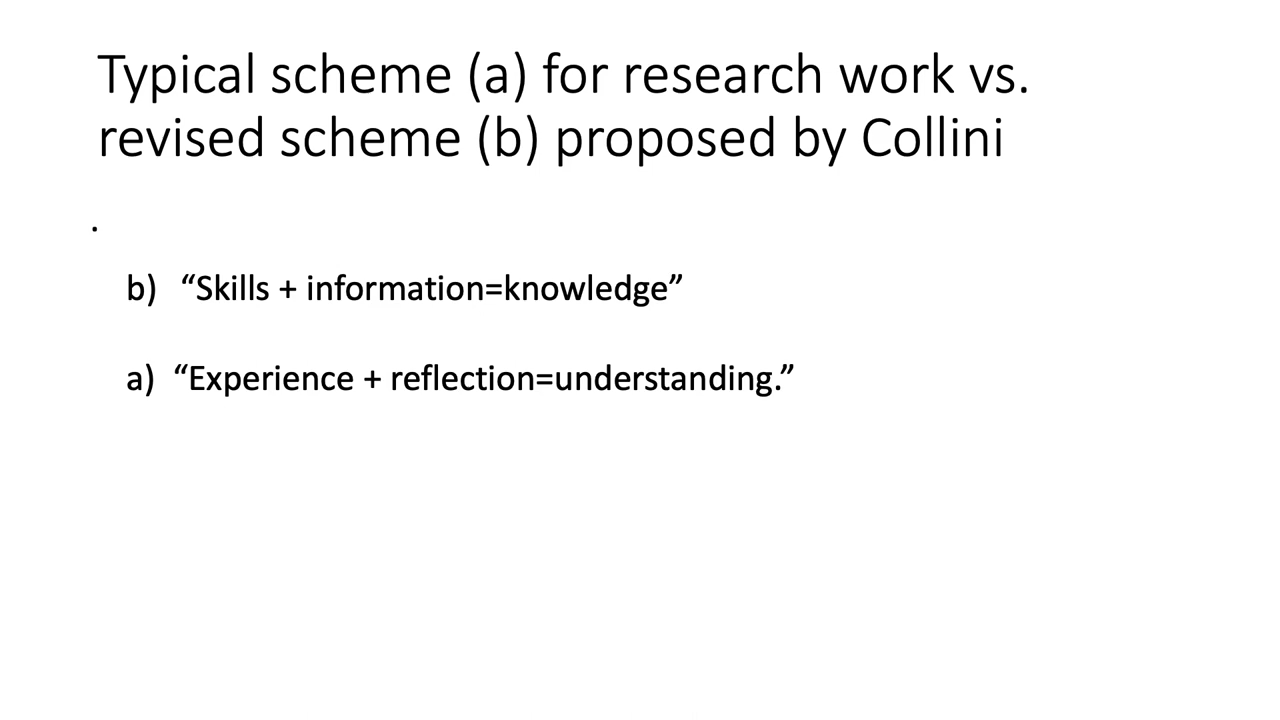 Typical scheme (a) for research work vs.
revised scheme (b) proposed by Collini
.
b) “Skills + information=knowledge”
a) “Experience + reflection=understanding.”